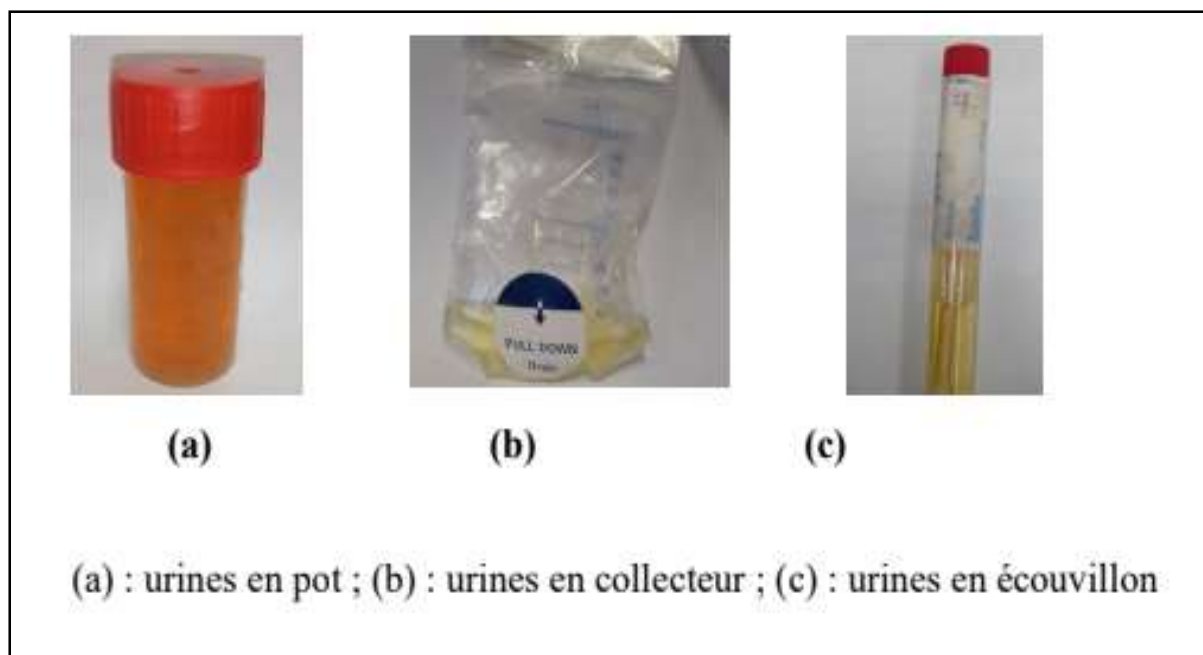 PULL DOWN
(a)
(b)
(c)
(a) : urines en pot ; (b) : urines en collecteur ; (c) : urines en écouvillon